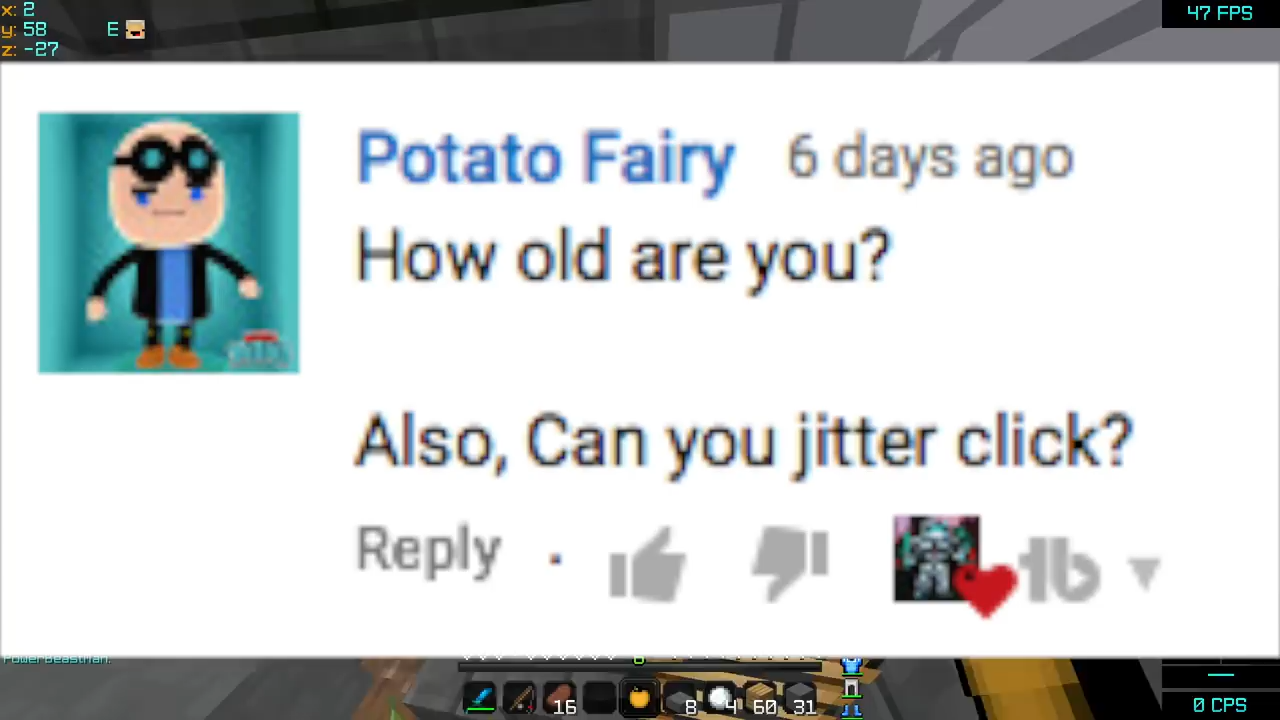 x: 2
y: 58
E
z: -27
47 FPS
Potato Fairy 6 days ago
How old are you?
Also, Can you jitter click?
Reply
PowerBeastman.
16 8 4 60 31
0 CPS